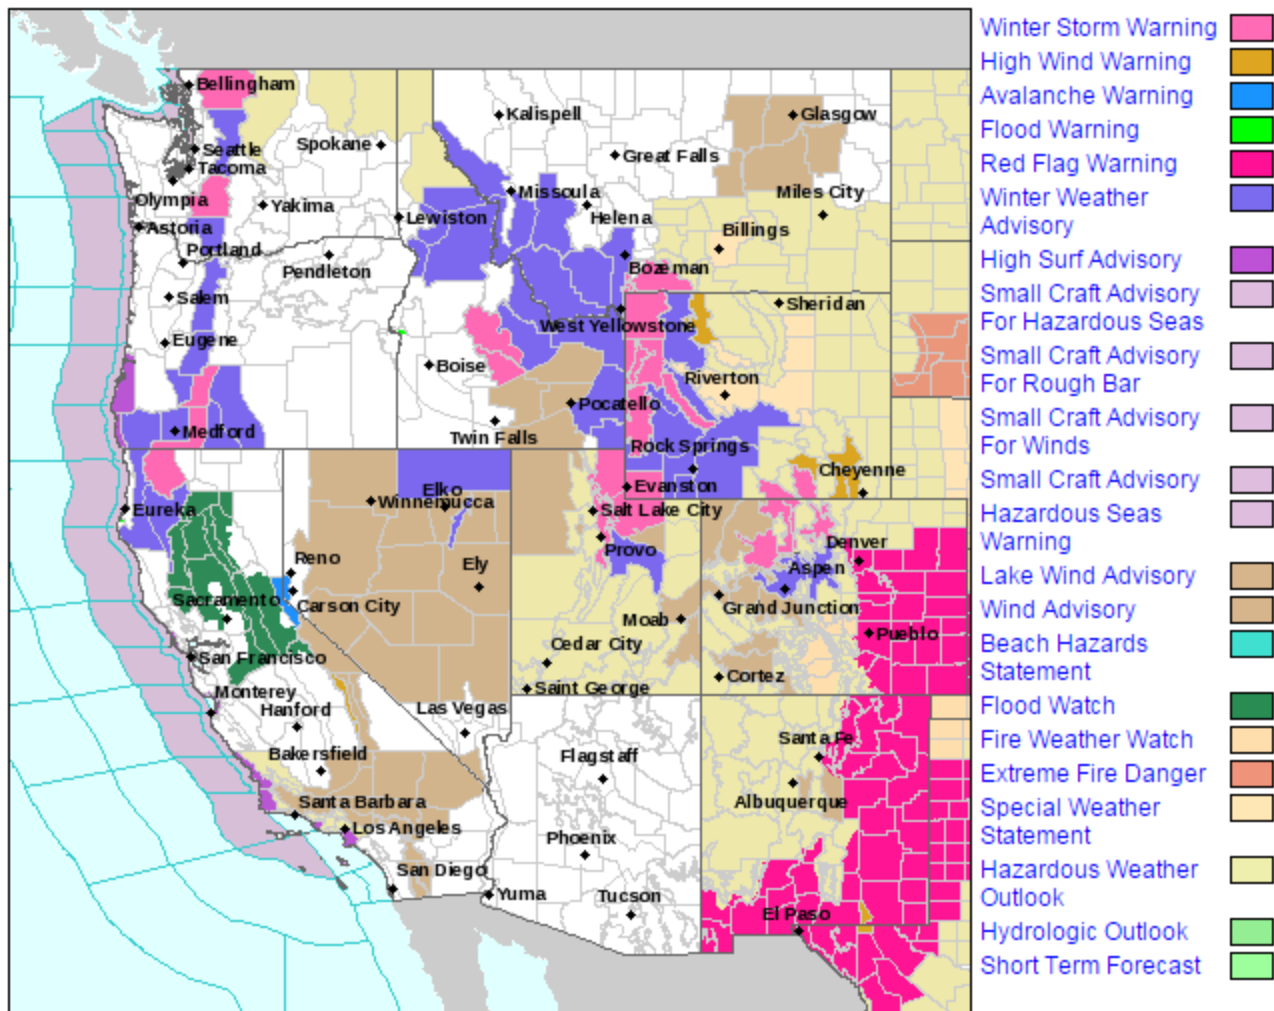 Bellingham
Kalispell
Glasgow
Spokane
Seattle
Great Falls
Tacoma
Missoula
Miles City
Olympia
Yakima
Helena
Lewiston
Astoria
Billings
Portland
Pendleton
Bozeman
Salem
Sheridan
West Yellowstone
Eugene
Boise
Riverton
Pocatello
Medford
Twin Falls
Rock Springs
Cheyenne
Elko
Evanston
Winnemucca
Eureka
Salt Lake City
Denver
Provo
Reno
Ely
Aspen
Sacramento
Carson City
Grand Junction
Moab
Pueblo
Cedar City
San Francisco
Cortez
Saint George
Monterey
Hanford
Las Vegas
Santa Fe
Bakersfield
Flagstaff
Santa Barbara
Albuquerque
Los Angeles
Phoenix
San Diego
Yuma
Tucson
El Paso
Winter Storm Warning
High Wind Warning
Avalanche Warning
Flood Warning
Red Flag Warning
Winter Weather
Advisory
High Surf Advisory
Small Craft Advisory
For Hazardous Seas
Small Craft Advisory
For Rough Bar
Small Craft Advisory
For Winds
Small Craft Advisory
Hazardous Seas
Warning
Lake Wind Advisory
Wind Advisory
Beach Hazards
Statement
Flood Watch
Fire Weather Watch
Extreme Fire Danger
Special Weather
Statement
Hazardous Weather
Outlook
Hydrologic Outlook
Short Term Forecast